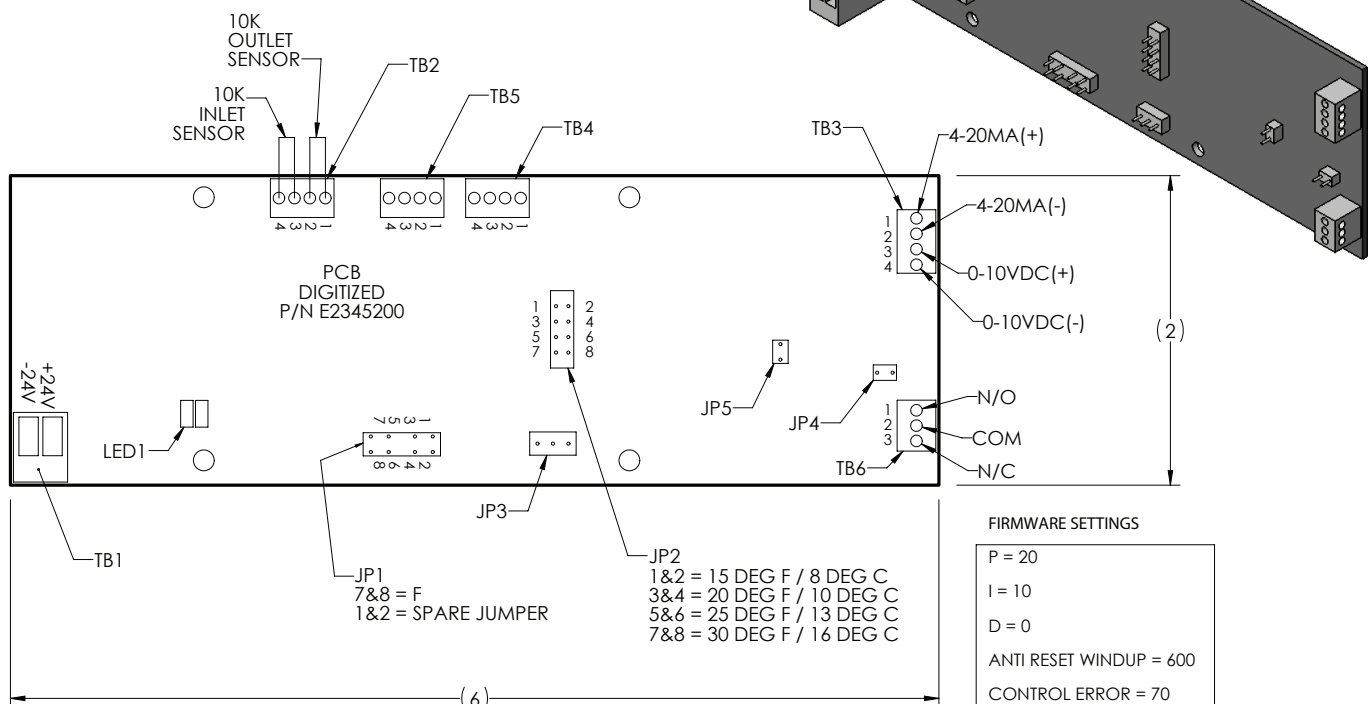 10K
OUTLET
SENSOR
10K
INLET
SENSOR
TB2
TB5
TB4
TB3
4-20MA(+)
4-20MA(-)
0-10VDC(+)
0-10VDC(-)
1
2
3
4
4 3 2 1
4 3 2 1
4 3 2 1
PCB
DIGITIZED
P/N E2345200
1 2
3 4
5 6
7 8
(2)
+24V
-24V
LED1
7 5 3 1
8 6 4 2
JP5
JP4
1
2
3
N/O
COM
N/C
TB6
JP3
TB1
JP1
7&8 = F
1&2 = SPARE JUMPER
JP2
1&2 = 15 DEG F / 8 DEG C
3&4 = 20 DEG F / 10 DEG C
5&6 = 25 DEG F / 13 DEG C
7&8 = 30 DEG F / 16 DEG C
FIRMWARE SETTINGS
P = 20
I = 10
D = 0
ANTI RESET WINDUP = 600
CONTROL ERROR = 70
(6)